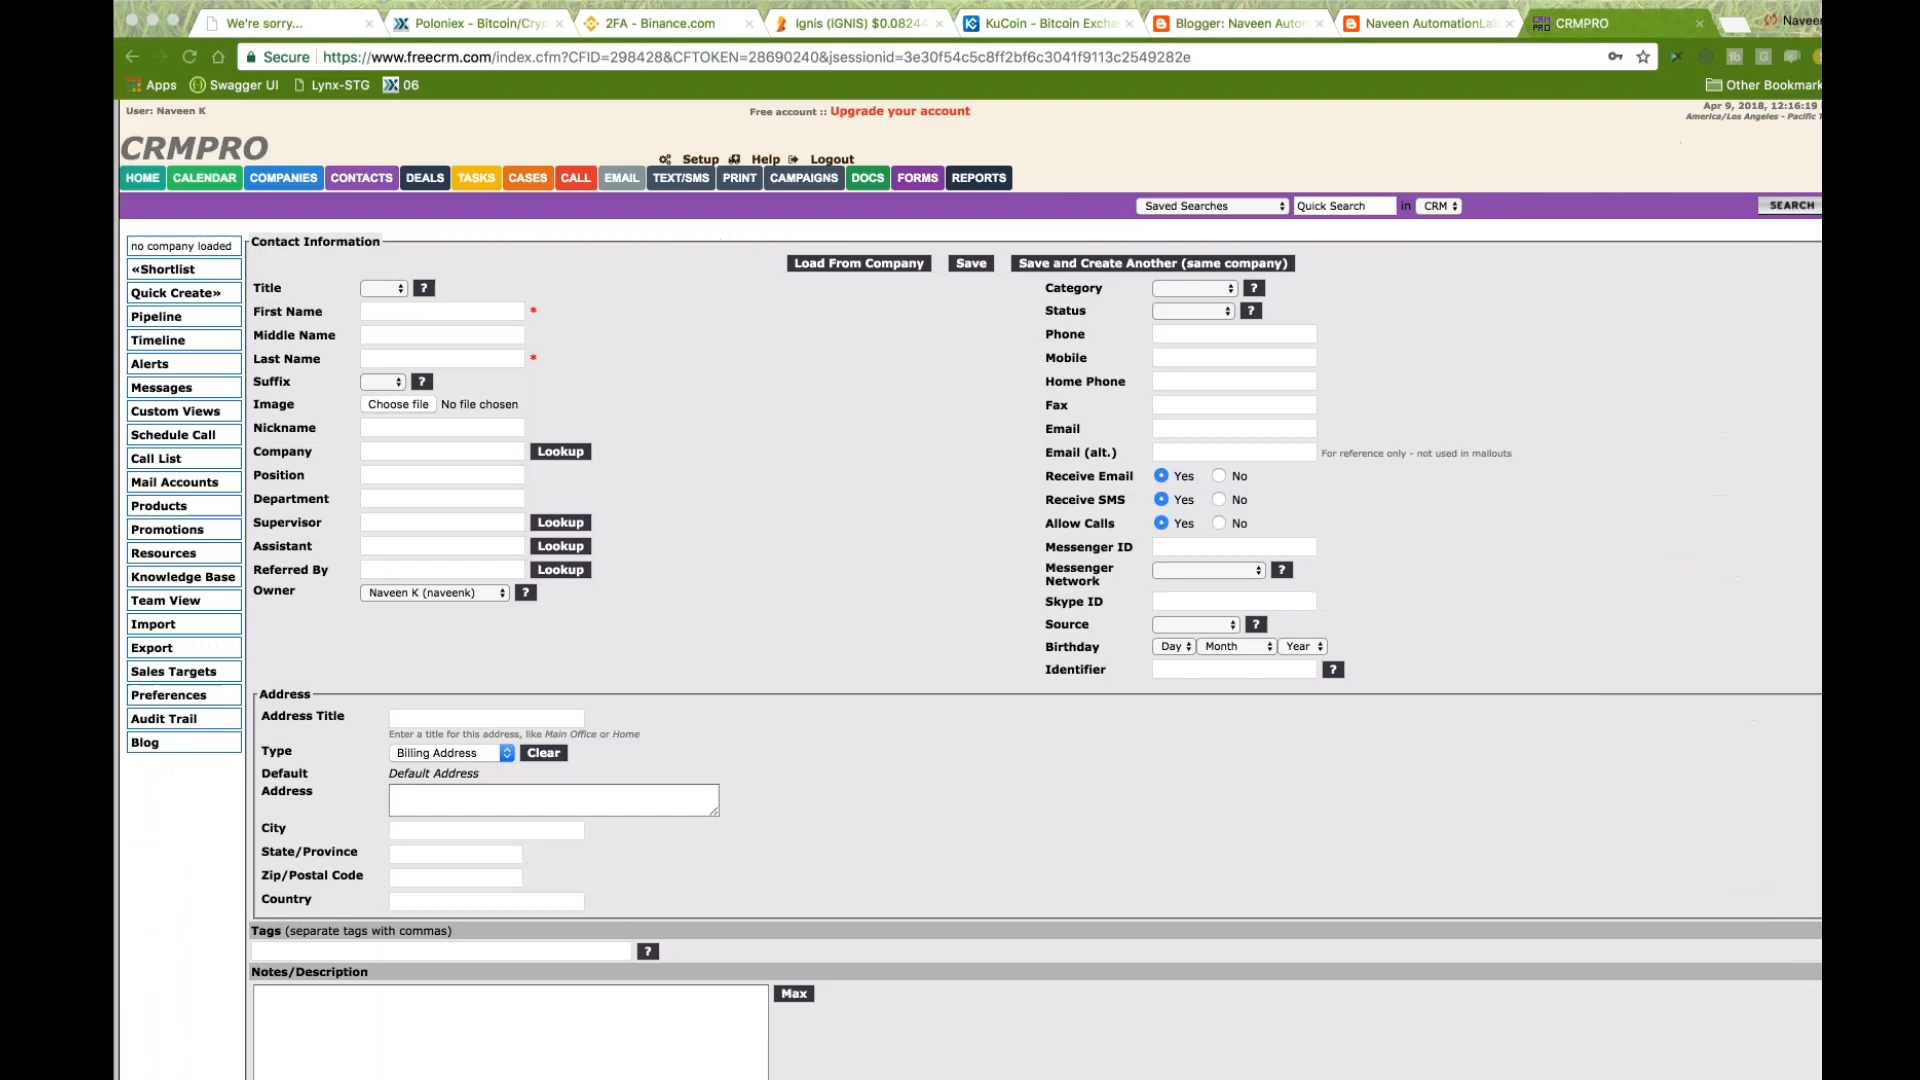 We're sorry...
Poloniex - Bitcoin/Cryp
2FA - Binance.com
Ignis (IGNIS) $0.08244
KuCoin - Bitcoin Excha
Blogger: Naveen Autom
Naveen AutomationLab
CRMPRO
Naveen
Secure
https://www.freecrm.com/index.cfm?CFID=298428&CFTOKEN=28690240&jsessionid=3e30f54c5c8ff2bf6c3041f9113c2549282e
Apps
Swagger UI
Lynx-STG
06
Other Bookmark
User: Naveen K
Free account :: Upgrade your account
Apr 9, 2018, 12:16:19
America/Los Angeles - Pacific T
CRMPRO
Setup
Help
Logout
HOME
CALENDAR
COMPANIES
CONTACTS
DEALS
TASKS
CASES
CALL
EMAIL
TEXT/SMS
PRINT
CAMPAIGNS
DOCS
FORMS
REPORTS
Saved Searches
Quick Search
in
CRM
SEARCH
no company loaded
«Shortlist
Quick Create»
Pipeline
Timeline
Alerts
Messages
Custom Views
Schedule Call
Call List
Mail Accounts
Products
Promotions
Resources
Knowledge Base
Team View
Import
Export
Sales Targets
Preferences
Audit Trail
Blog
Contact Information
Load From Company
Save
Save and Create Another (same company)
Title
?
First Name
*
Middle Name
Last Name
*
Suffix
?
Image
Choose file No file chosen
Nickname
Company
Lookup
Position
Department
Supervisor
Lookup
Assistant
Lookup
Referred By
Lookup
Owner
Naveen K (naveenk)
?
Category
?
Status
?
Phone
Mobile
Home Phone
Fax
Email
Email (alt.)
For reference only - not used in mailouts
Receive Email
Yes
No
Receive SMS
Yes
No
Allow Calls
Yes
No
Messenger ID
Messenger
Network
?
Skype ID
Source
?
Birthday
Day
Month
Year
Identifier
?
Address
Address Title
Enter a title for this address, like Main Office or Home
Type
Billing Address
Clear
Default
Default Address
Address
City
State/Province
Zip/Postal Code
Country
Tags (separate tags with commas)
?
Notes/Description
Max